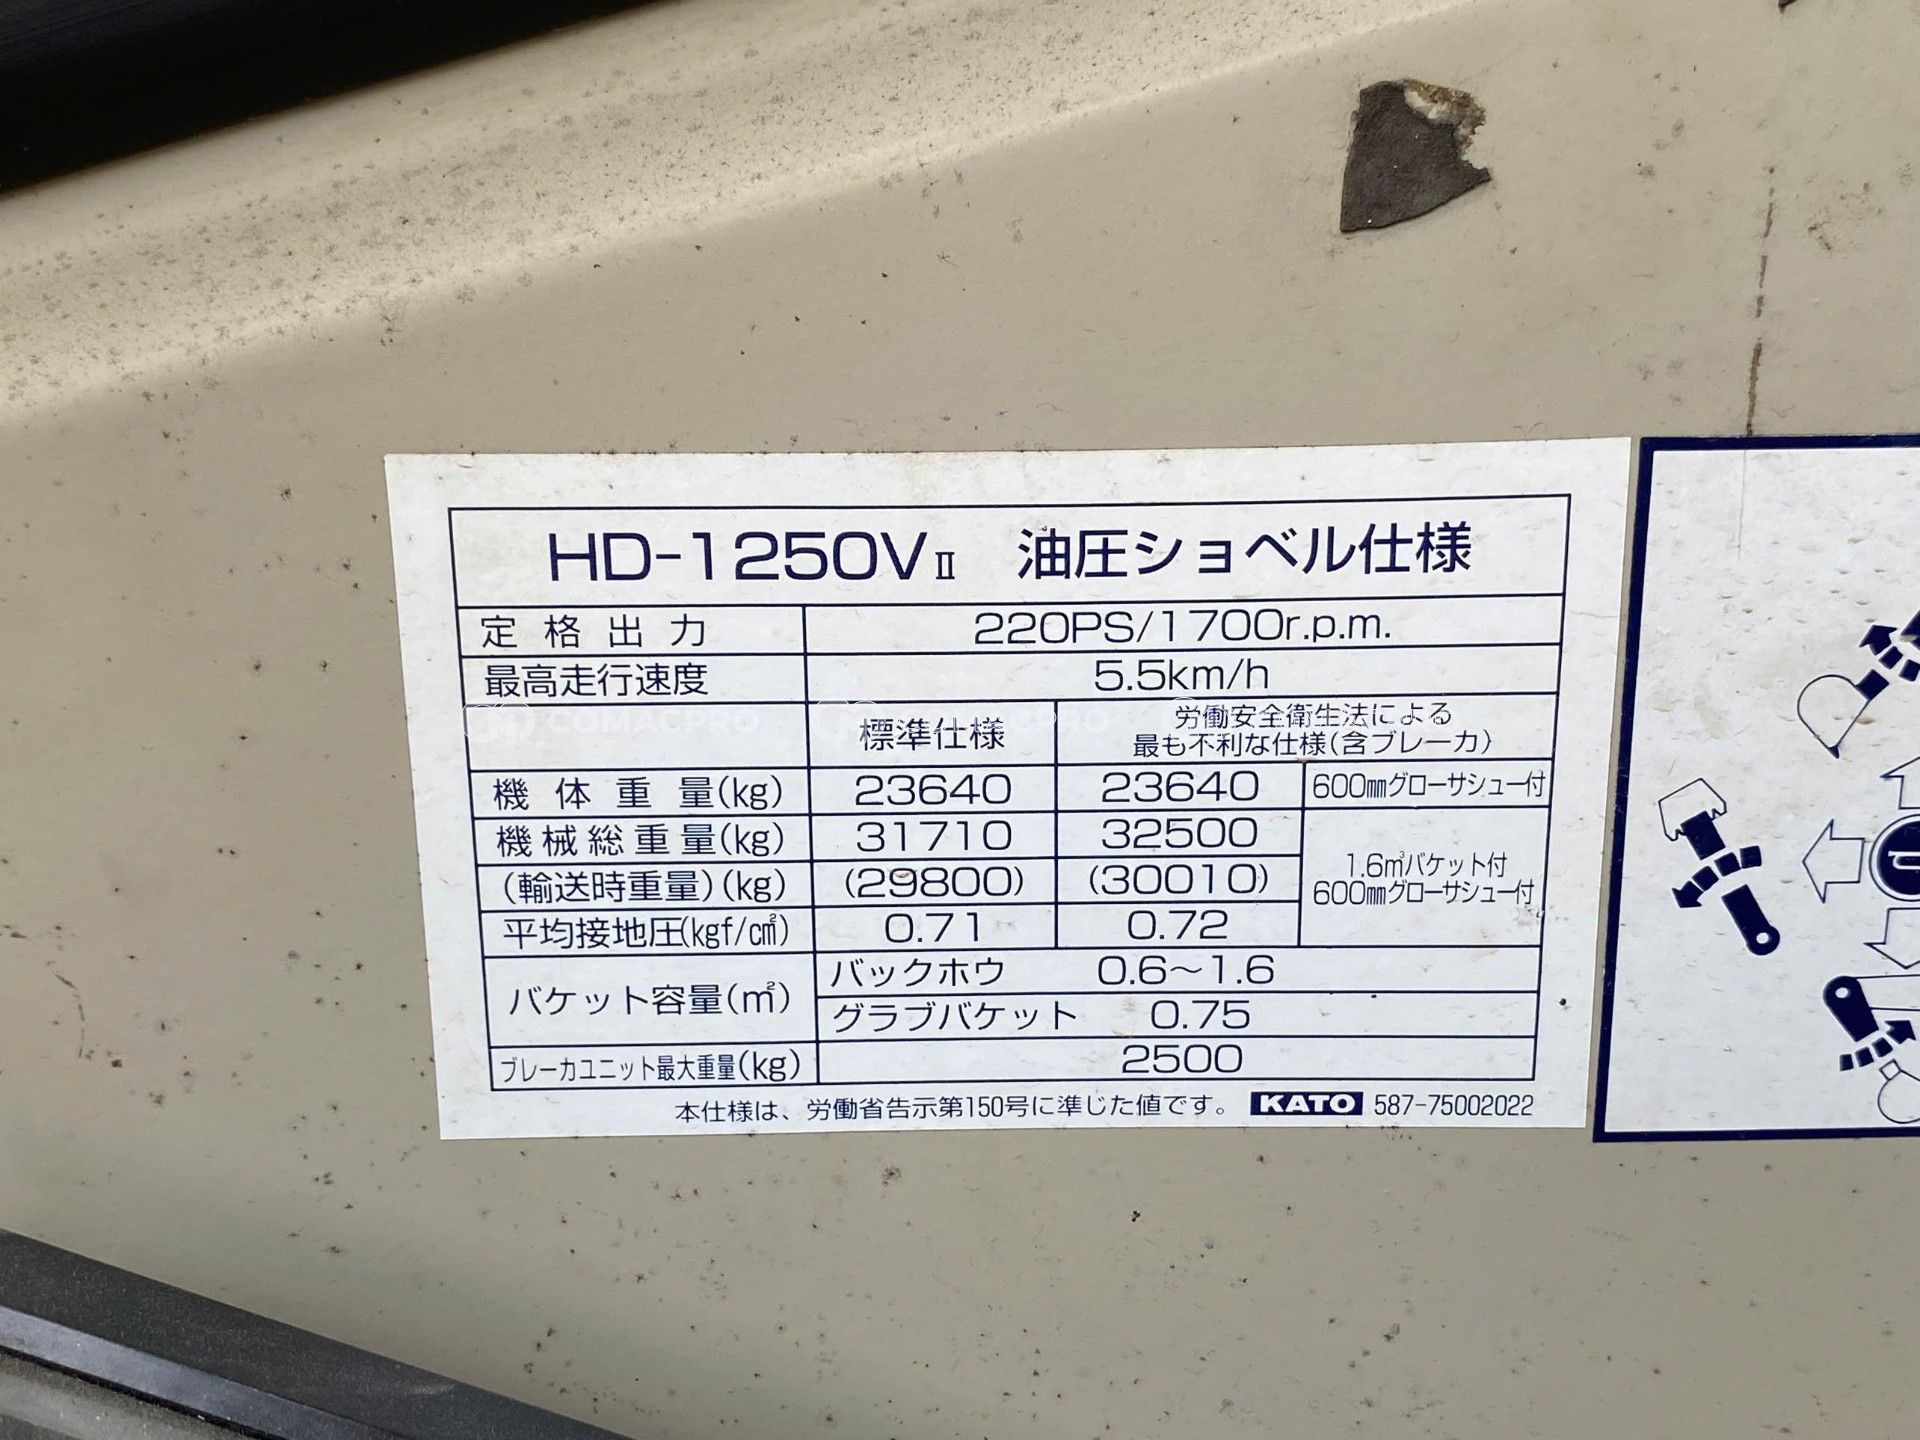 HD-1250VⅡ 油圧ショベル仕様
定格出力 220PS/1700r.p.m.
最高走行速度 5.5km/h
標準仕様 労働安全衛生法による
最も不利な仕様(含ブレーカ)
機体重量(kg) 23640 23640 600㎜グローサシュー付
機械総重量(kg) 31710 32500
(輸送時重量)(kg) (29800) (30010) 1.6㎥バケット付
600㎜グローサシュー付
平均接地圧(kgf/c㎡) 0.71 0.72
バケット容量(㎡) バックホウ 0.6〜1.6
グラブバケット 0.75
ブレーカユニット最大重量(kg) 2500
本仕様は、労働省告示第150号に準じた値です。 KATO 587-75002022
COMACPRO COMACPRO